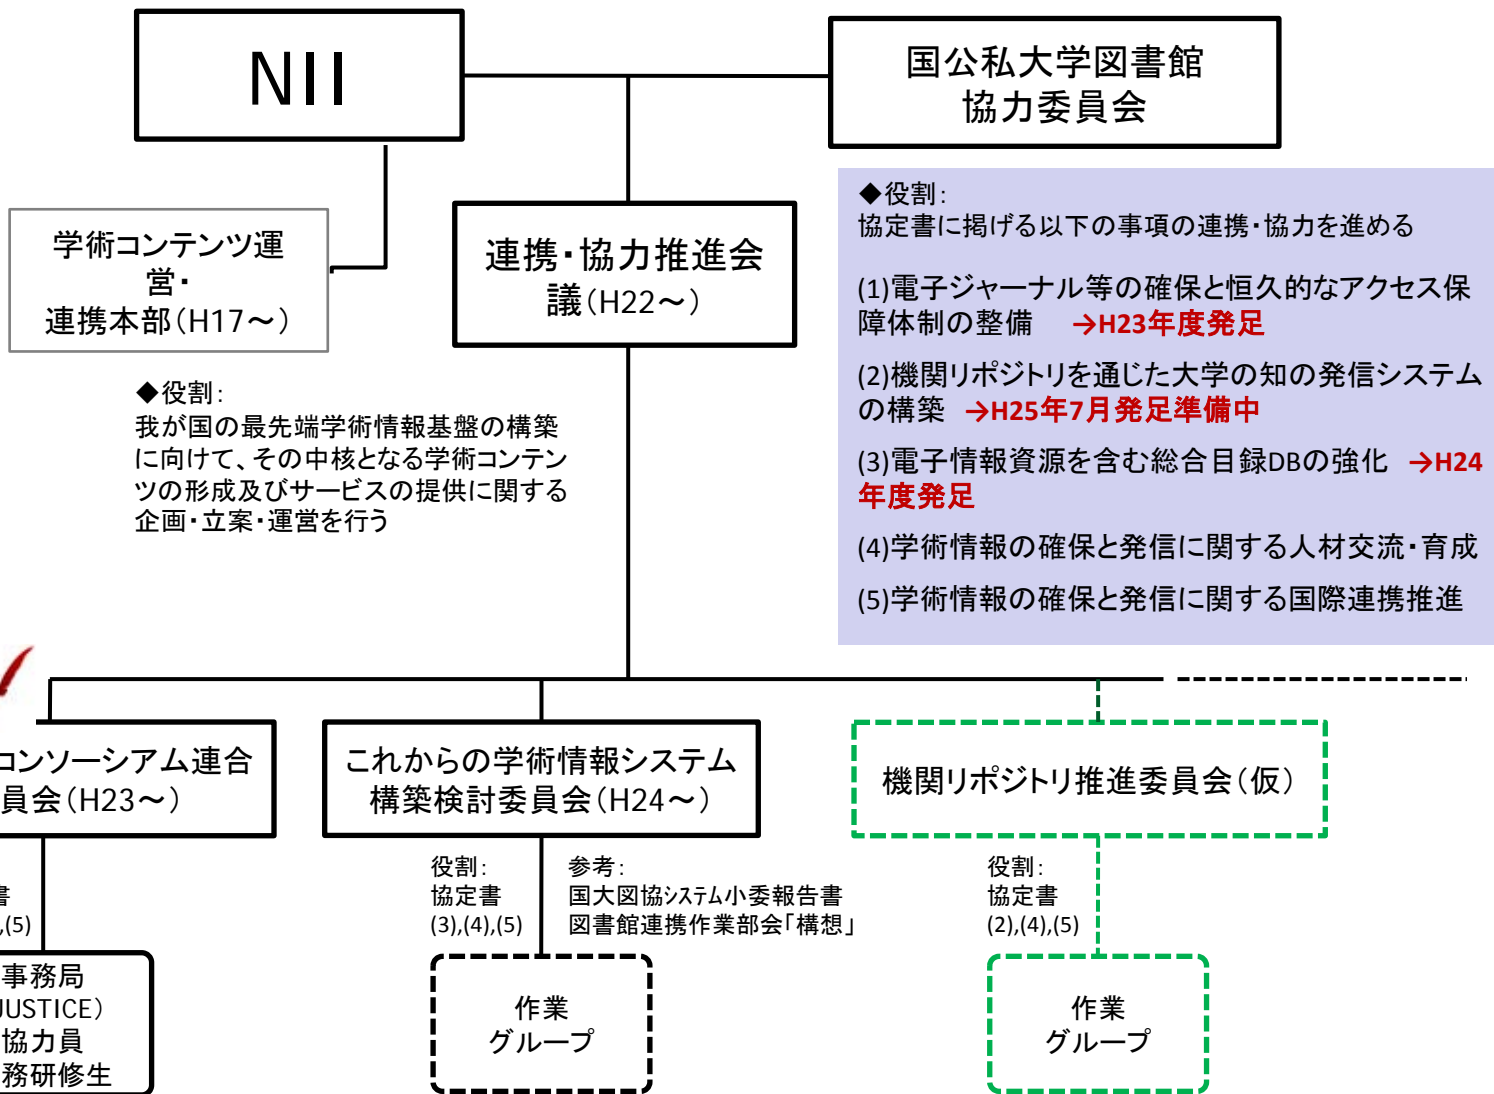 NII
国公私大学図書館
協力委員会
学術コンテンツ運
営・
連携本部（H17～）
連携・協力推進会
議（H22～）
◆役割：
協定書に掲げる以下の事項の連携・協力を進める
(1)電子ジャーナル等の確保と恒久的なアクセス保
障体制の整備　→H23年度発足
(2)機関リポジトリを通じた大学の知の発信システム
の構築　→H25年7月発足準備中
(3)電子情報資源を含む総合目録DBの強化　→H24
年度発足
(4)学術情報の確保と発信に関する人材交流・育成
(5)学術情報の確保と発信に関する国際連携推進
◆役割：
我が国の最先端学術情報基盤の構築
に向けて、その中核となる学術コンテン
ツの形成及びサービスの提供に関する
企画・立案・運営を行う
コンソーシアム連合
員会（H23～）
書
,(5)
事務局
JUSTICE）
協力員
務研修生
これからの学術情報システム
構築検討委員会（H24～）
役割：
協定書
(3),(4),(5)
参考：
国大図協ｼｽﾃﾑ小委報告書
図書館連携作業部会「構想」
作業
グループ
機関リポジトリ推進委員会（仮）
役割：
協定書
(2),(4),(5)
作業
グループ